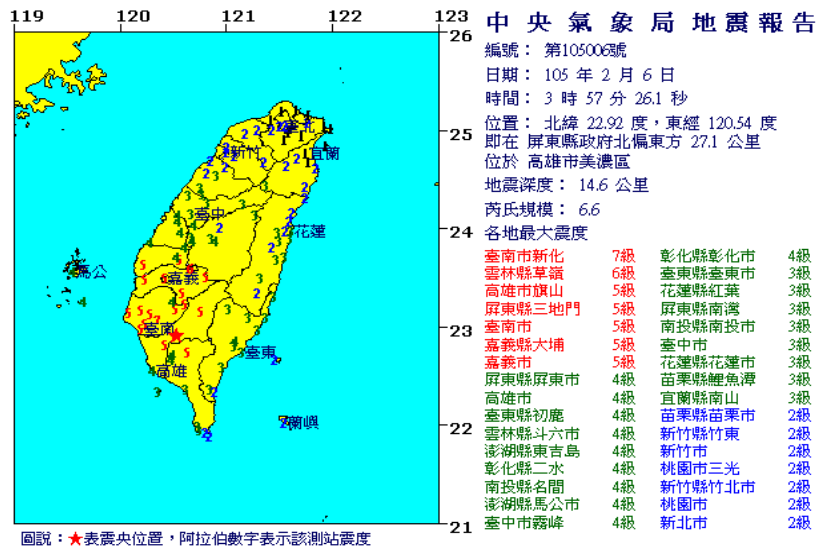 119 120 121 122 123
26
25
24
23
22
21
臺北
新竹
宜蘭
臺中
花蓮
馬公
嘉義
臺南
臺東
高雄
蘭嶼
圖說：★表震央位置，阿拉伯數字表示該測站震度
中央氣象局地震報告
編號： 第105006號
日期： 105 年 2 月 6 日
時間： 3 時 57 分 26.1 秒
位置： 北緯 22.92 度，東經 120.54 度
即在 屏東縣政府北偏東方 27.1 公里
位於 高雄市美濃區
地震深度： 14.6 公里
芮氏規模： 6.6
各地最大震度
臺南市新化 7級 彰化縣彰化市 4級
雲林縣草嶺 6級 臺東縣臺東市 3級
高雄市旗山 5級 花蓮縣紅葉 3級
屏東縣三地門 5級 屏東縣南灣 3級
臺南市 5級 南投縣南投市 3級
嘉義縣大埔 5級 臺中市 3級
嘉義市 5級 花蓮縣花蓮市 3級
屏東縣屏東市 4級 苗栗縣鯉魚潭 3級
高雄市 4級 宜蘭縣南山 3級
臺東縣初鹿 4級 苗栗縣苗栗市 2級
雲林縣斗六市 4級 新竹縣竹東 2級
澎湖縣東吉島 4級 新竹市 2級
彰化縣二水 4級 桃園市三光 2級
南投縣名間 4級 新竹縣竹北市 2級
澎湖縣馬公市 4級 桃園市 2級
臺中市霧峰 4級 新北市 2級